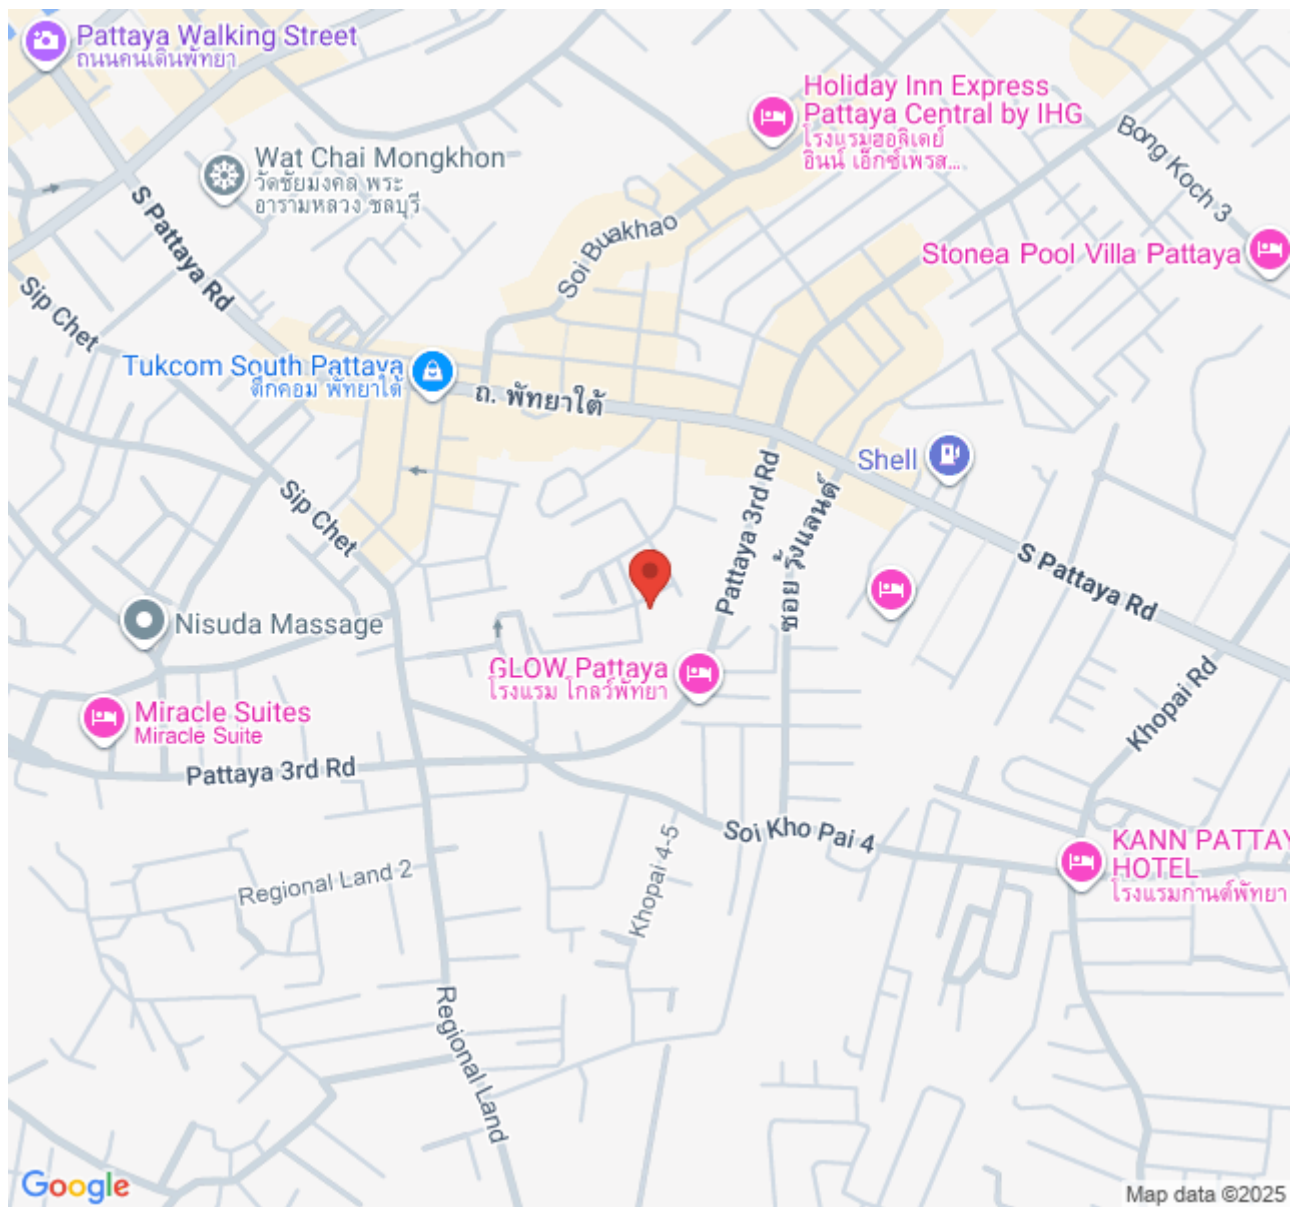 Pattaya Walking Street
ถนนคนเดินพัทยา
Holiday Inn Express
Pattaya Central by IHG
โรงแรมฮอลิเดย์
อินน์ เอ็กซ์เพรส...
Bong Koch 3
Wat Chai Mongkhon
วัดชัยมงคล พระ
อารามหลวง ชลบุรี
S Pattaya Rd
Soi Buakhao
Stonea Pool Villa Pattaya
Sip Chet
Tukcom South Pattaya
ตึกคอม พัทยาใต้
ถ. พัทยาใต้
Shell
Sip Chet
Pattaya 3rd Rd
ซอย วุ้งแลนด์
S Pattaya Rd
Nisuda Massage
GLOW Pattaya
โรงแรม โกลว์พัทยา
Khopai Rd
Miracle Suites
Miracle Suite
Pattaya 3rd Rd
Soi Kho Pai 4
KANN PATTAY
HOTEL
โรงแรมกานต์พัทยา
Khopai 4-5
Regional Land 2
Regional Land
Google
Map data ©2025